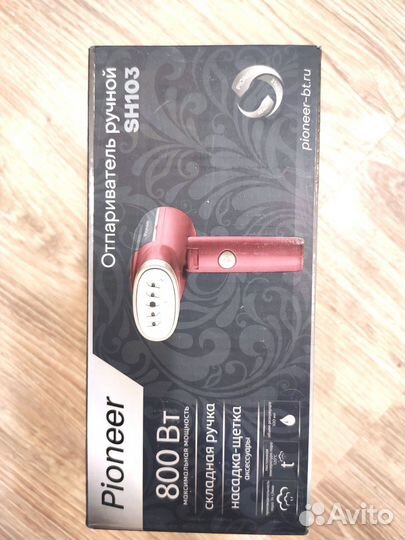 Pioneer
Отпариватель ручной
SH103
pioneer-bt.ru
800 Вт
максимальная мощность
складная ручка
насадка-щетка
аксессуары
Avito